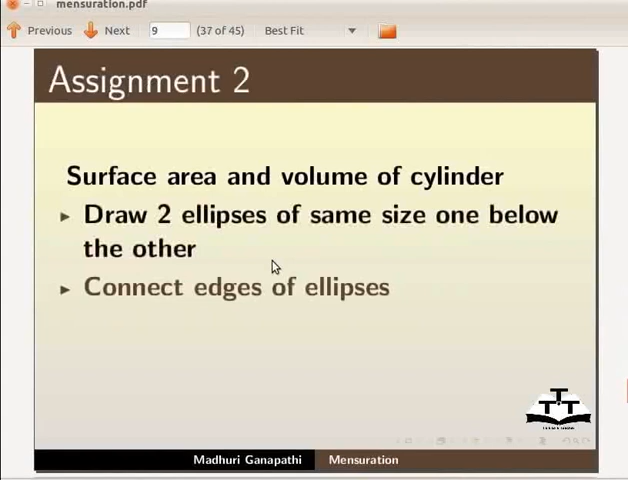 mensuration.pdf
Previous Next 9 (37 of 45) Best Fit
Assignment 2
Surface area and volume of cylinder
Draw 2 ellipses of same size one below
the other
Connect edges of ellipses
TTT
Madhuri Ganapathi Mensuration